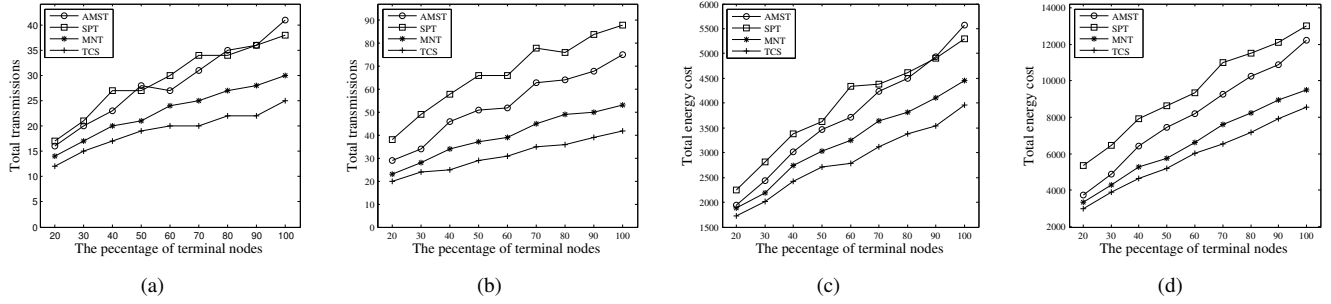 Total transmissions
40
35
30
25
20
15
10
5
0
AMST
SPT
MNT
TCS
20 30 40 50 60 70 80 90 100
The pecentage of terminal nodes
(a)
Total transmissions
90
80
70
60
50
40
30
20
10
0
AMST
SPT
MNT
TCS
20 30 40 50 60 70 80 90 100
The pecentage of terminal nodes
(b)
Total energy cost
6000
5500
5000
4500
4000
3500
3000
2500
2000
1500
AMST
SPT
MNT
TCS
20 30 40 50 60 70 80 90 100
The pecentage of terminal nodes
(c)
Total energy cost
14000
12000
10000
8000
6000
4000
2000
AMST
SPT
MNT
TCS
20 30 40 50 60 70 80 90 100
The pecentage of terminal nodes
(d)